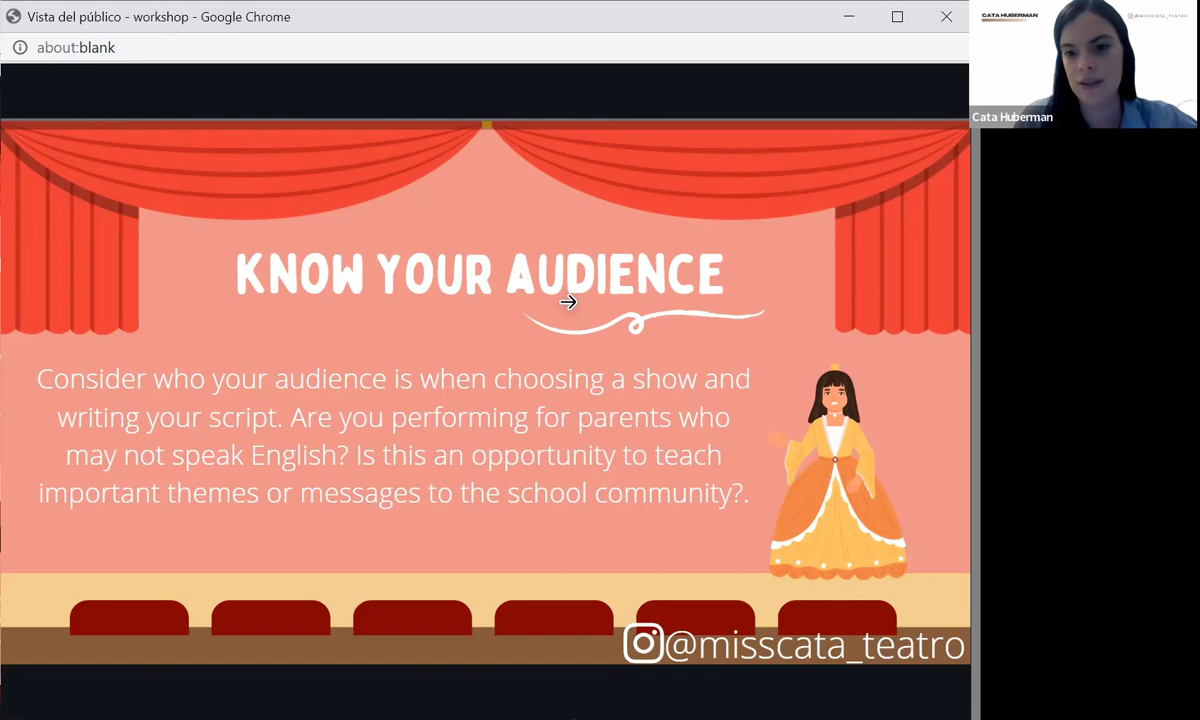 Vista del público - workshop - Google Chrome
about:blank
CATA HUBERMAN
@MISSCATA_TEATRO
Cata Huberman
KNOW YOUR AUDIENCE
Consider who your audience is when choosing a show and
writing your script. Are you performing for parents who
may not speak English? Is this an opportunity to teach
important themes or messages to the school community?.
@misscata_teatro